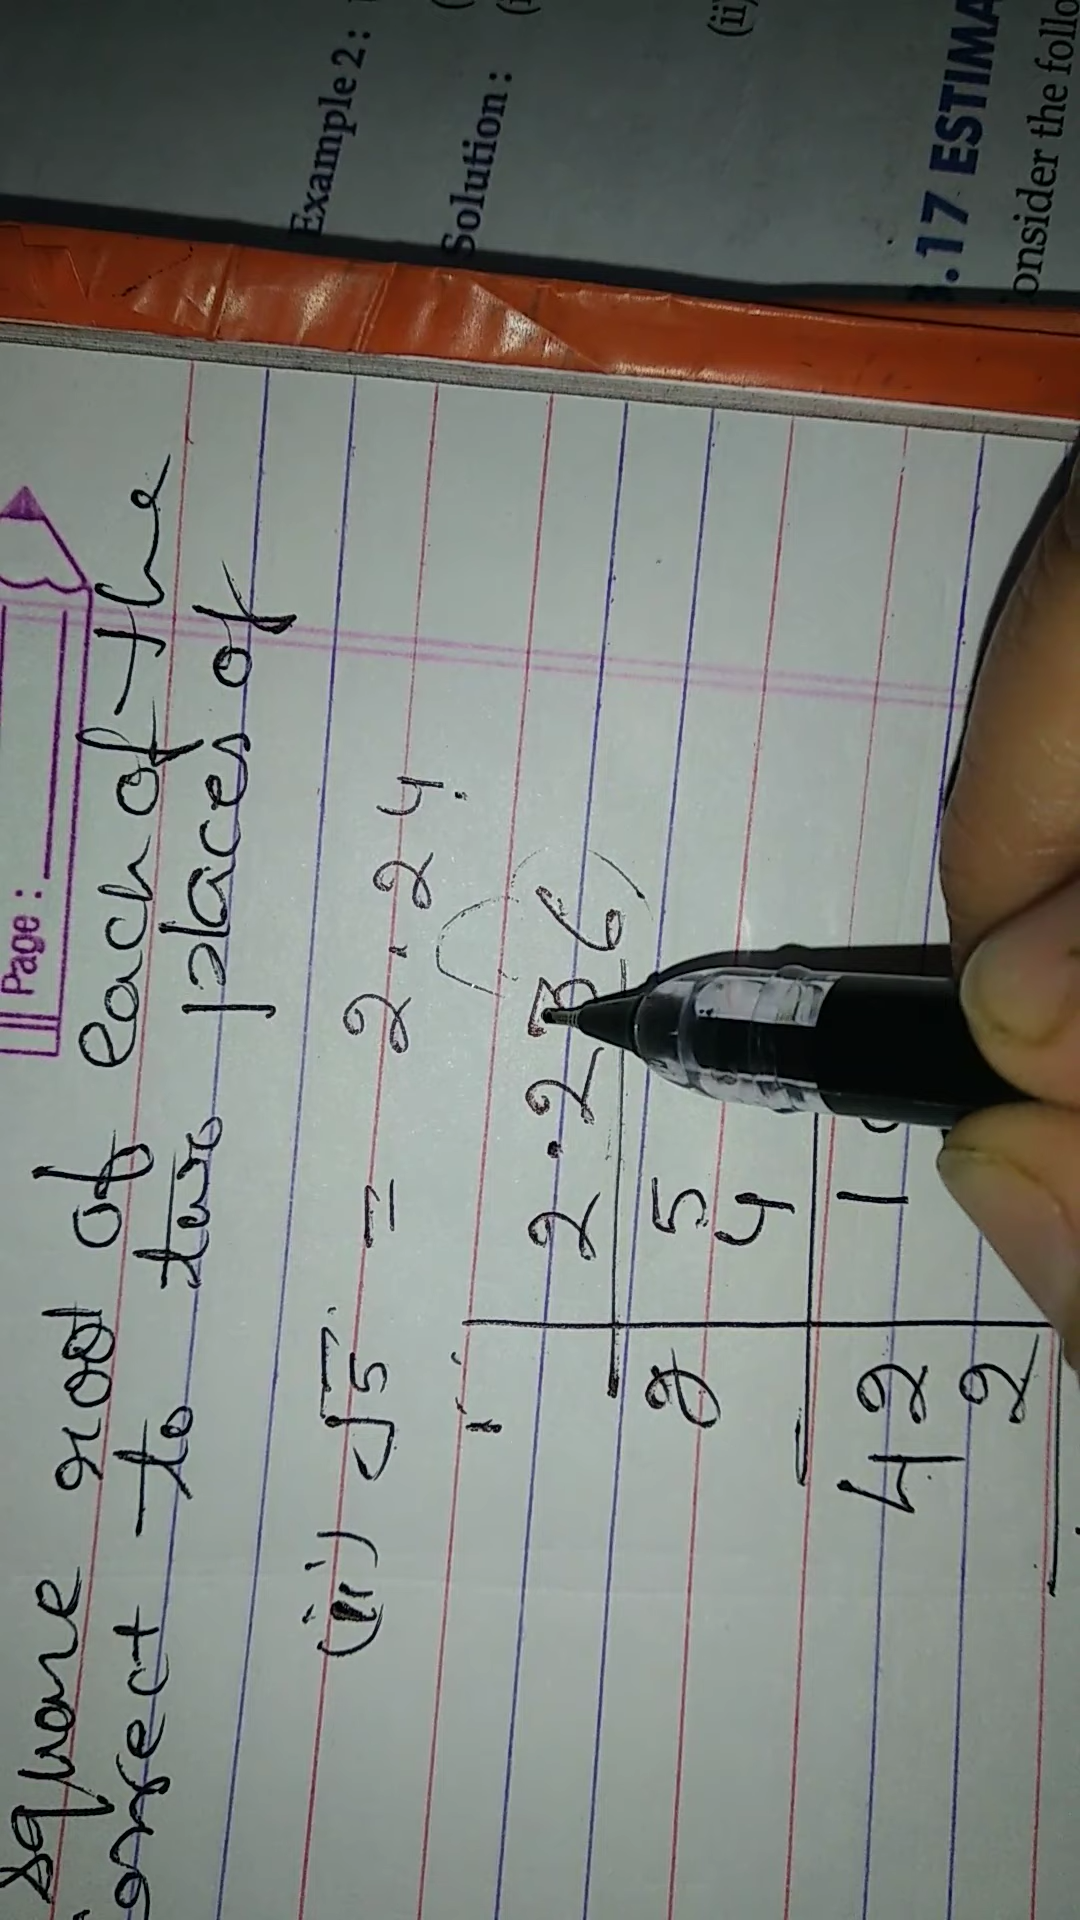 Page :
square root of each of the
correct to two places of
(ii) √5 = 2.24
2.236
2 5
4
42 1
2
Example 2 :
Solution :
(ii)
.17 ESTIMA
onsider the follo